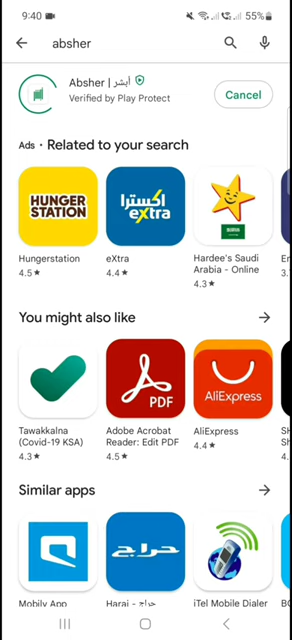 9:40 55%
absher
Absher | أبشر
Verified by Play Protect
Cancel
Ads • Related to your search
HUNGER
STATION
اكسترا
eXtra
Hungerstation
4.5★
eXtra
4.4★
Hardee's Saudi
Arabia - Online
4.3★
You might also like
PDF
AliExpress
Tawakkalna
(Covid-19 KSA)
4.3★
Adobe Acrobat
Reader: Edit PDF
4.5★
AliExpress
4.4★
Similar apps
حراج
Mobily App
Haraj - حراج
iTel Mobile Dialer